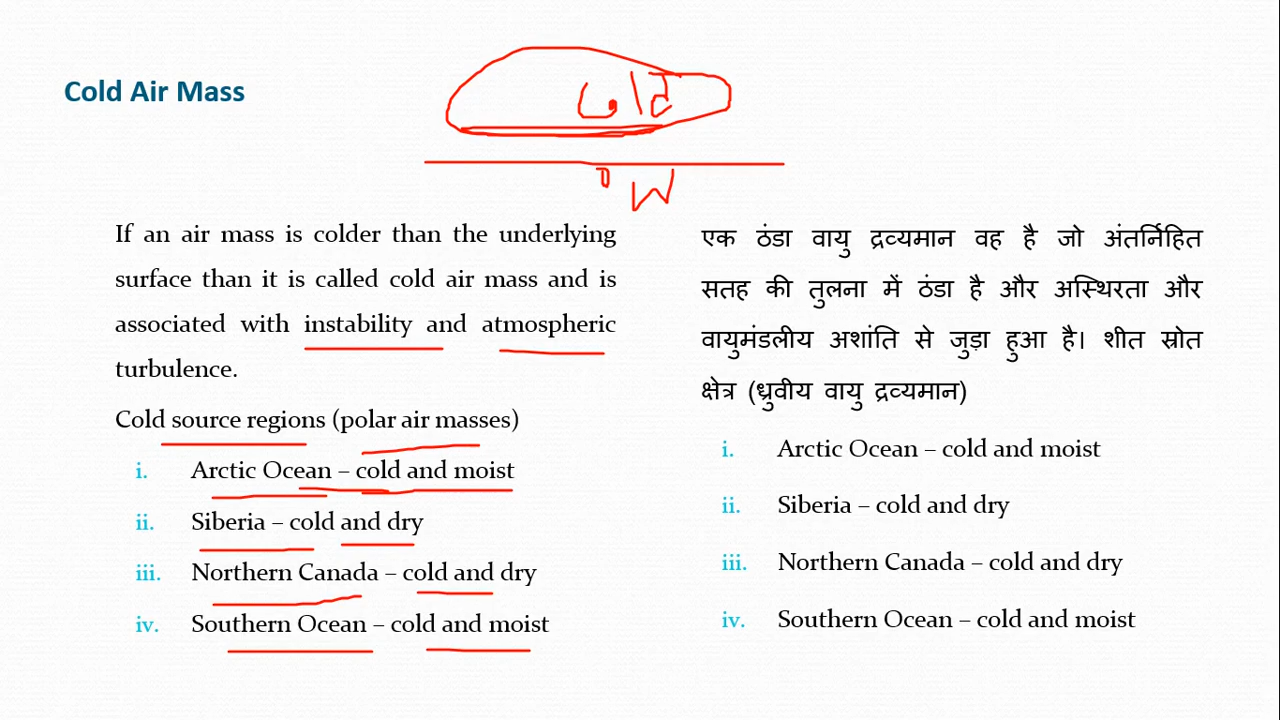 Cold Air Mass
Cold
W
If an air mass is colder than the underlying
surface than it is called cold air mass and is
associated with instability and atmospheric
turbulence.
Cold source regions (polar air masses)
i. Arctic Ocean – cold and moist
ii. Siberia – cold and dry
iii. Northern Canada – cold and dry
iv. Southern Ocean – cold and moist
एक ठंडा वायु द्रव्यमान वह है जो अंतर्निहित
सतह की तुलना में ठंडा है और अस्थिरता और
वायुमंडलीय अशांति से जुड़ा हुआ है। शीत स्रोत
क्षेत्र (ध्रुवीय वायु द्रव्यमान)
i. Arctic Ocean – cold and moist
ii. Siberia – cold and dry
iii. Northern Canada – cold and dry
iv. Southern Ocean – cold and moist